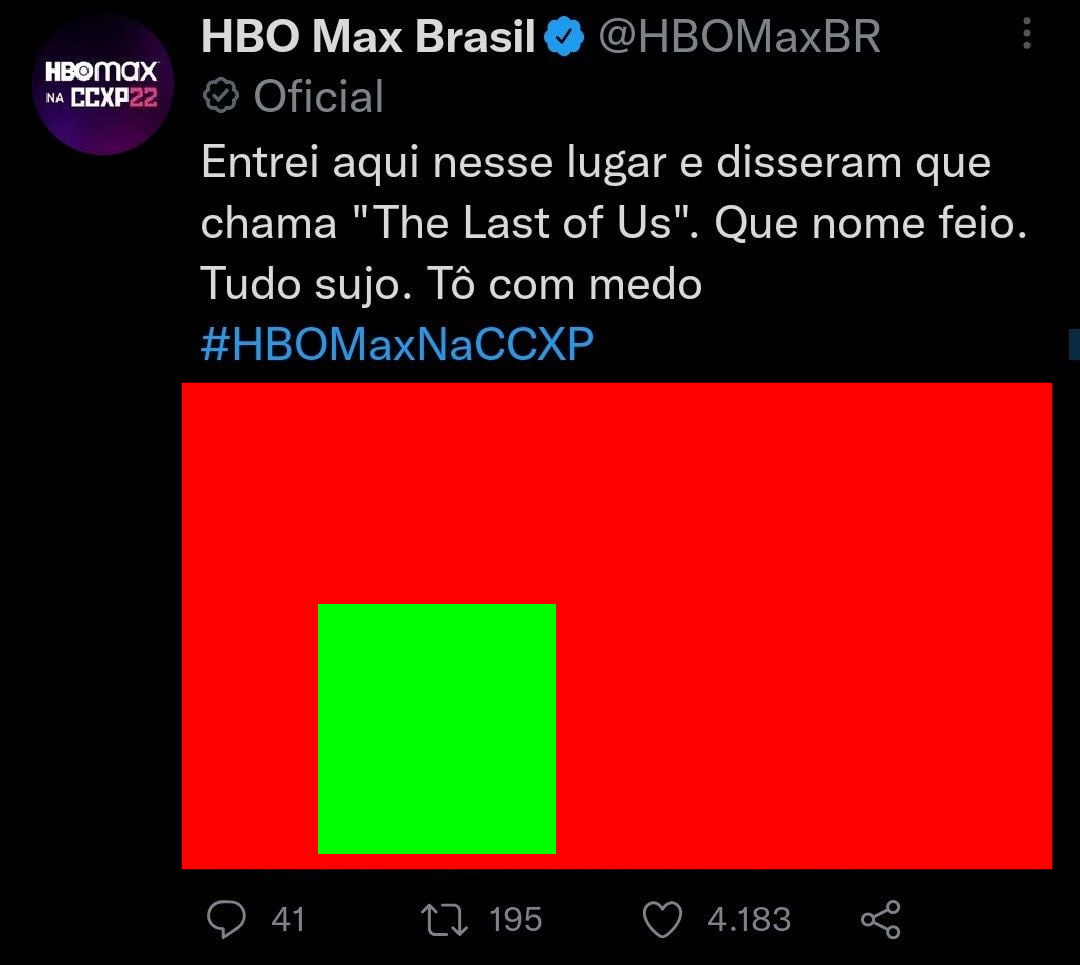 HBO Max Brasil @HBOMaxBR
HBOMAX
NA CCXP22
Oficial
Entrei aqui nesse lugar e disseram que
chama "The Last of Us". Que nome feio.
Tudo sujo. Tô com medo
#HBOMaxNaCCXP
41 195 4.183